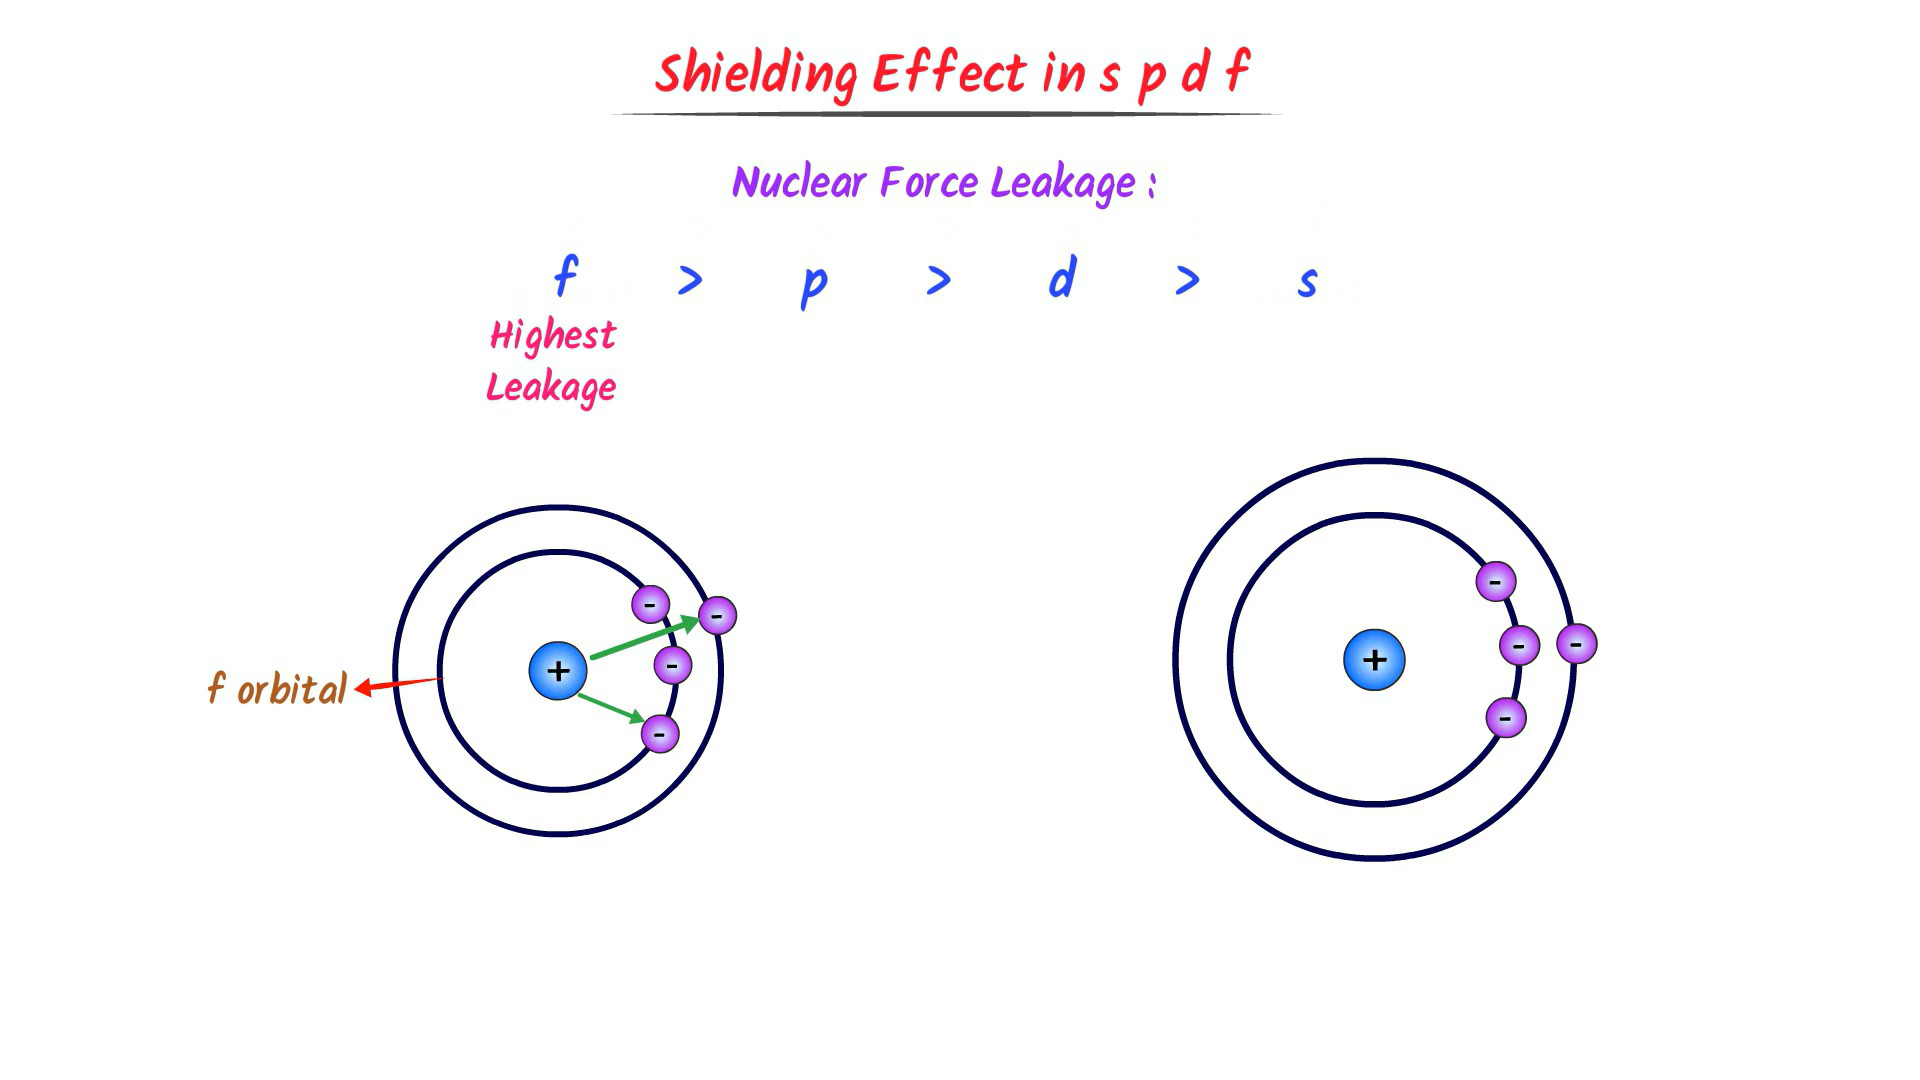 Shielding Effect in s p d f
Nuclear Force Leakage :
f > p > d > s
Highest
Leakage
f orbital
+
-
-
-
-
+
-
-
-
-